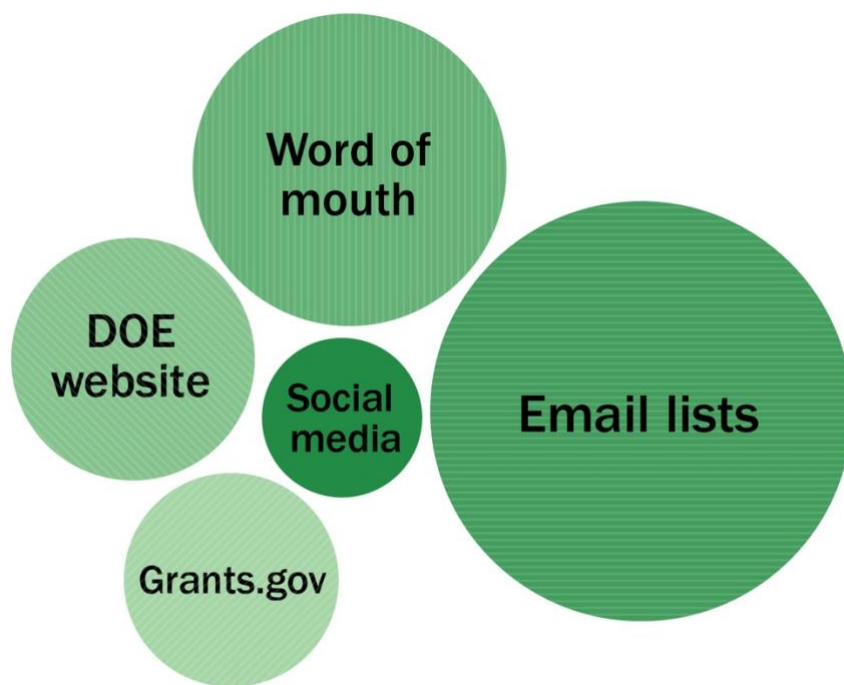 Word of
mouth
DOE
website
Social
media
Email lists
Grants.gov